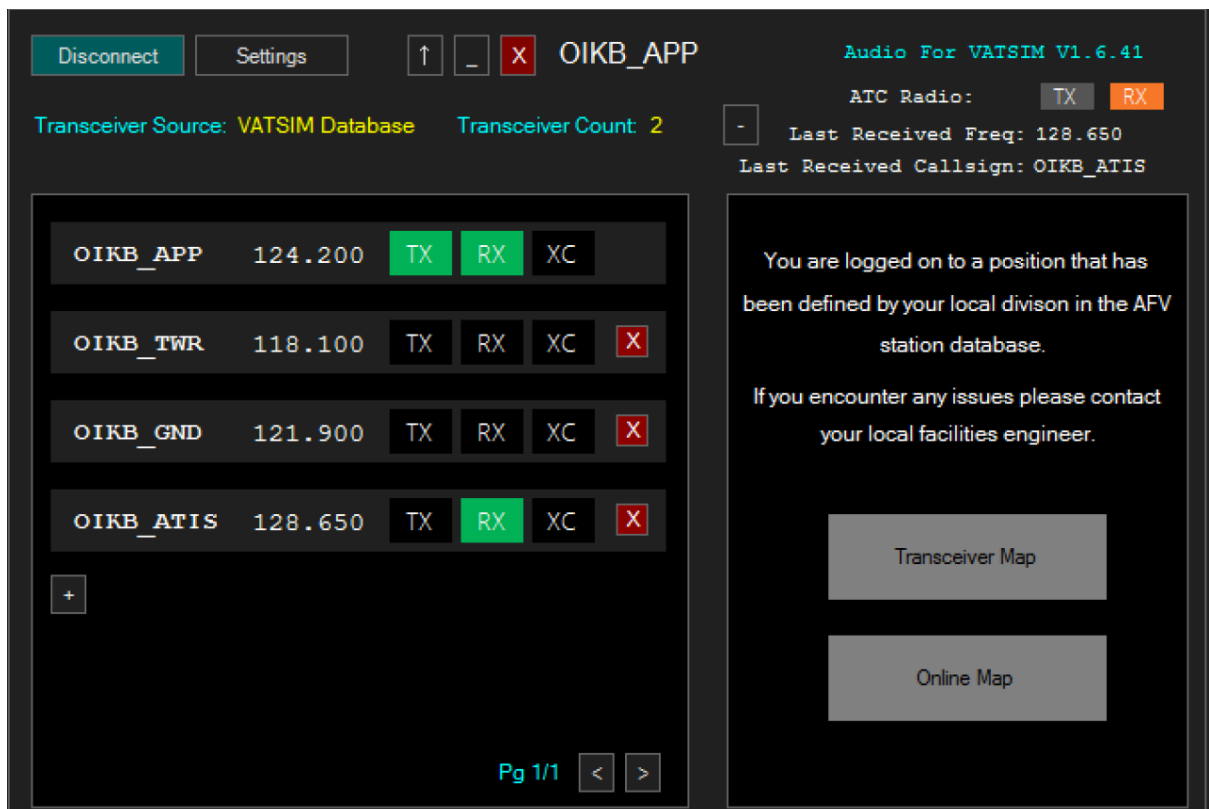 Disconnect Settings ↑ _ X OIKB_APP
Audio For VATSIM V1.6.41
ATC Radio: TX RX
Transceiver Source: VATSIM Database Transceiver Count: 2
-
Last Received Freq: 128.650
Last Received Callsign: OIKB_ATIS
OIKB_APP 124.200 TX RX XC
OIKB_TWR 118.100 TX RX XC X
OIKB_GND 121.900 TX RX XC X
OIKB_ATIS 128.650 TX RX XC X
+
Pg 1/1 < >
You are logged on to a position that has
been defined by your local divison in the AFV
station database.
If you encounter any issues please contact
your local facilities engineer.
Transceiver Map
Online Map